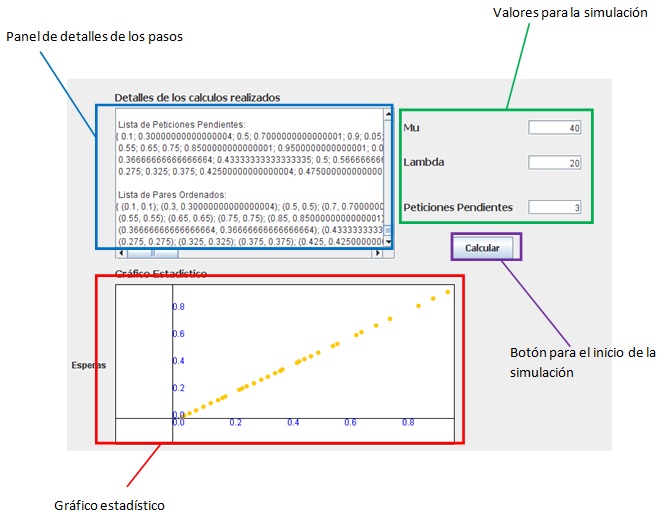 Valores para la simulación
Panel de detalles de los pasos
Detalles de los calculos realizados
Lista de Peticiones Pendientes:
( 0.1; 0.30000000000000004; 0.5; 0.7000000000000001; 0.9; 0.05;
0.55; 0.65; 0.75; 0.8500000000000001; 0.9500000000000001; 0.0
0.36666666666666664; 0.43333333333333335; 0.5; 0.566666666
0.275; 0.325; 0.375; 0.42500000000000004; 0.475000000000000
Lista de Pares Ordenados:
( (0.1, 0.1); (0.3, 0.30000000000000004); (0.5, 0.5); (0.7, 0.7000000
(0.55, 0.55); (0.65, 0.65); (0.75, 0.75); (0.85, 0.8500000000000001)
(0.36666666666666664, 0.36666666666666664); (0.4333333333
(0.275, 0.275); (0.325, 0.325); (0.375, 0.375); (0.425, 0.425000000
Mu
40
Lambda
20
Peticiones Pendientes
3
Calcular
Gráfico Estadístico
Esperas
0.8
0.6
0.4
0.2
0.0
0.0 0.2 0.4 0.6 0.8
Botón para el inicio de la
simulación
Gráfico estadístico